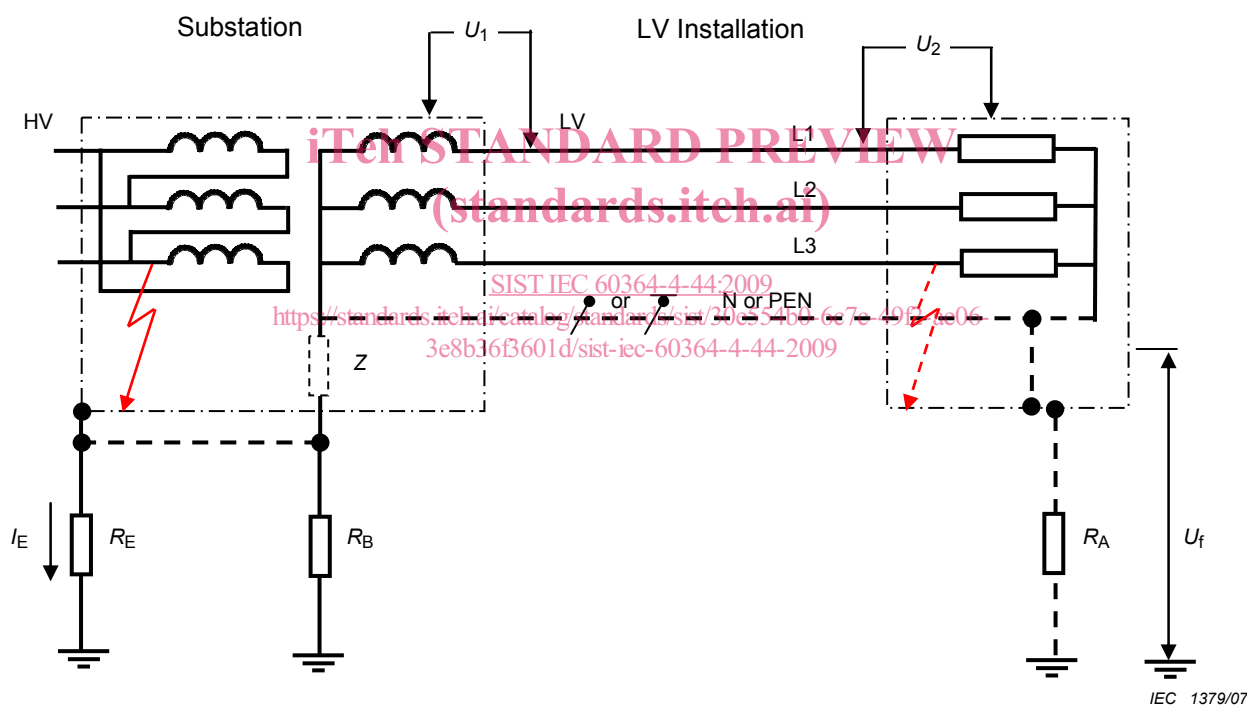 Substation
U1
LV Installation
U2
HV
LV
L1
iTeh STANDARD PREVIEW
L2
(standards.iteh.ai)
L3
SIST IEC 60364-4-44:2009
or
N or PEN
https://standards.iteh.ai/catalog/standards/sist/30e554b0-6e7e-49f2-ae06-
3e8b36f3601d/sist-iec-60364-4-44-2009
Z
IE
RE
RB
RA
Uf
IEC 1379/07